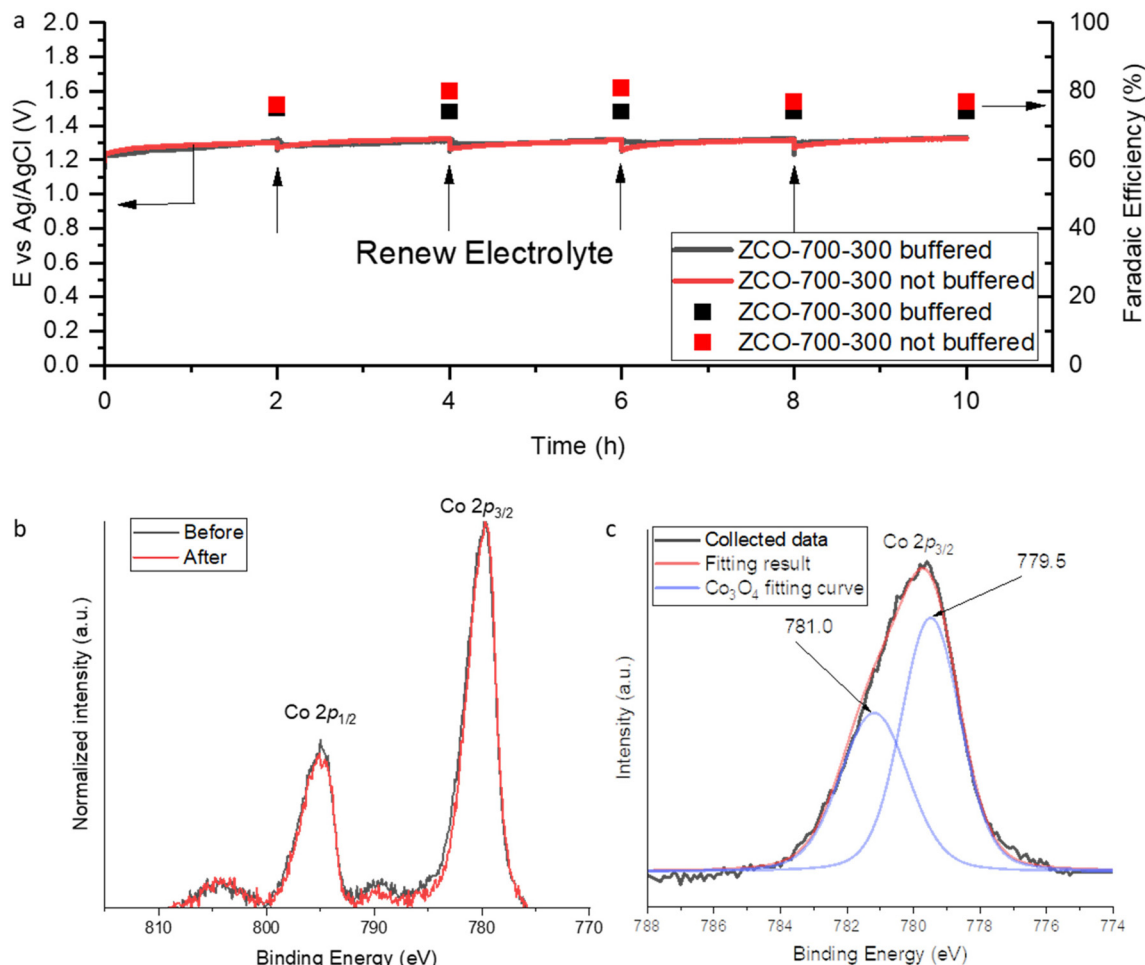 a
2.0
1.8
1.6
1.4
1.2
1.0
0.8
0.6
0.4
0.2
0.0
E vs Ag/AgCl (V)
100
80
60
40
20
0
Faradaic Efficiency (%)
Renew Electrolyte
ZCO-700-300 buffered
ZCO-700-300 not buffered
ZCO-700-300 buffered
ZCO-700-300 not buffered
0 2 4 6 8 10
Time (h)
b
Before
After
Co 2p3/2
Co 2p1/2
Normalized intensity (a.u.)
810 800 790 780 770
Binding Energy (eV)
c
Collected data
Fitting result
Co3O4 fitting curve
Co 2p3/2
779.5
781.0
Intensity (a.u.)
788 786 784 782 780 778 776 774
Binding Energy (eV)